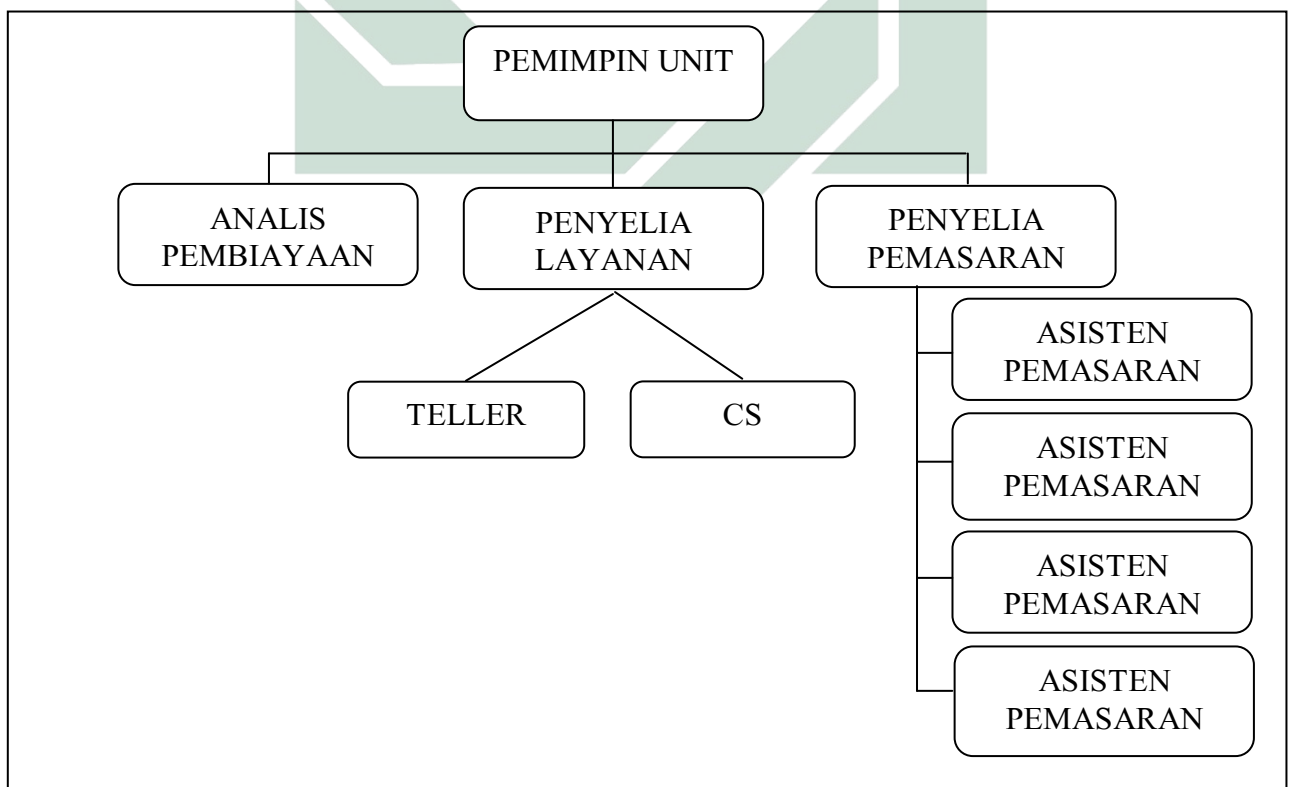 PEMIMPIN UNIT
ANALIS
PEMBIAYAAN
PENYELIA
LAYANAN
PENYELIA
PEMASARAN
TELLER
CS
ASISTEN
PEMASARAN
ASISTEN
PEMASARAN
ASISTEN
PEMASARAN
ASISTEN
PEMASARAN